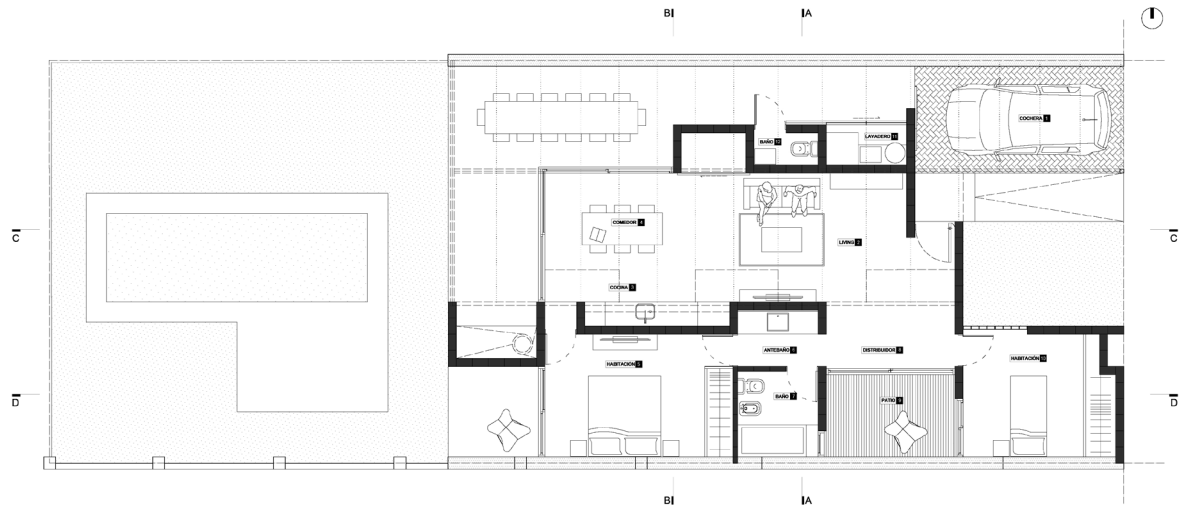 B
A
COCHERA 1
BAÑO 12
LAVADERO 11
COMEDOR 4
LIVING 2
C
C
COCINA 3
ANTEBAÑO 6
DISTRIBUIDOR 8
HABITACIÓN 5
HABITACIÓN 10
BAÑO 7
PATIO 9
D
D
B
A